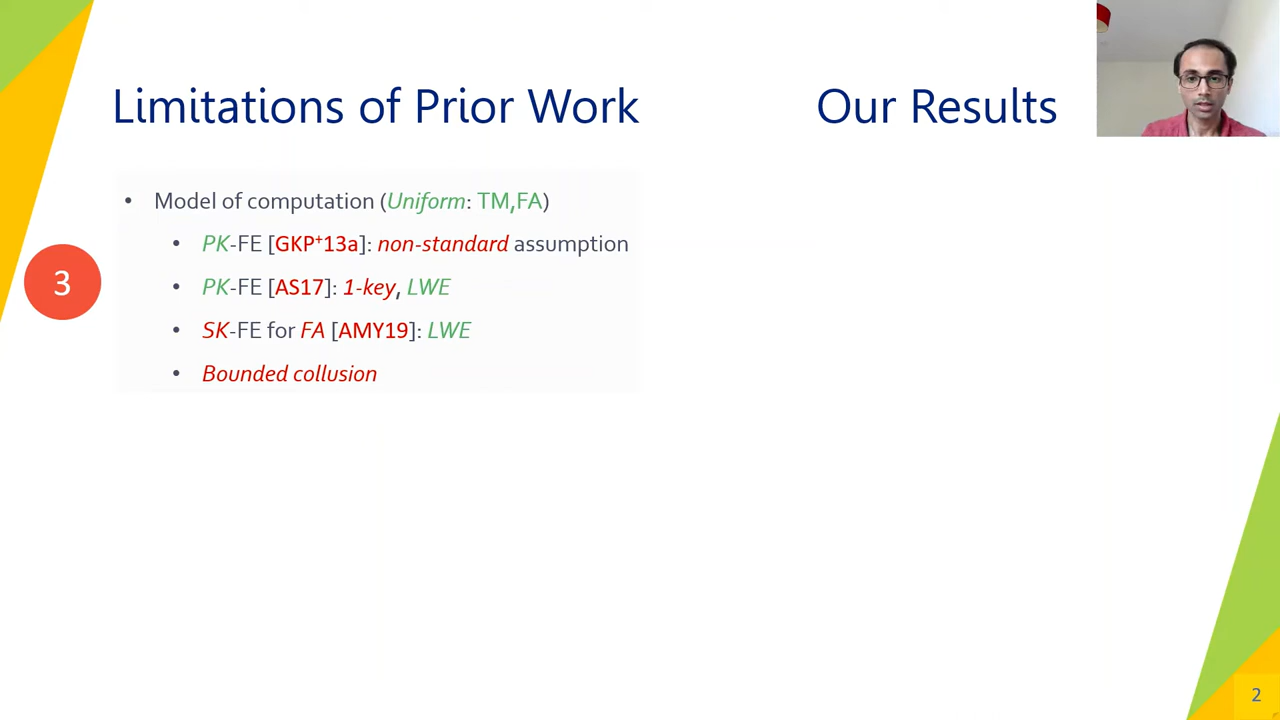 Limitations of Prior Work
Our Results
• Model of computation (Uniform: TM,FA)
• PK-FE [GKP+13a]: non-standard assumption
3
• PK-FE [AS17]: 1-key, LWE
• SK-FE for FA [AMY19]: LWE
• Bounded collusion
2